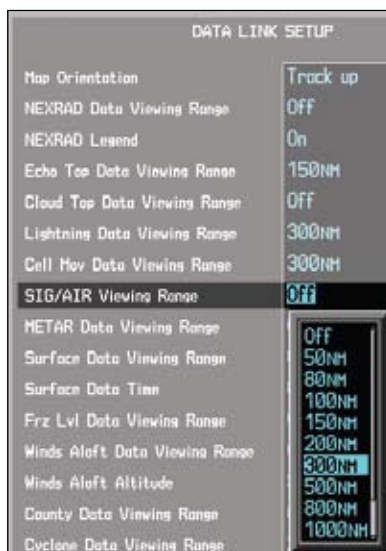 DATA LINK SETUP
Map Orientation Track up
NEXRAD Data Viewing Range Off
NEXRAD Legend On
Echo Top Data Viewing Range 150NM
Cloud Top Data Viewing Range Off
Lightning Data Viewing Range 300NM
Cell Mov Data Viewing Range 300NM
SIG/AIR Viewing Range Off
METAR Data Viewing Range
Surface Data Viewing Range
Surface Data Time
Frz Lvl Data Viewing Range
Winds Aloft Data Viewing Range
Winds Aloft Altitude
County Data Viewing Range
Cyclone Data Viewing Range
Off
50NM
80NM
100NM
150NM
200NM
300NM
500NM
800NM
1000NM